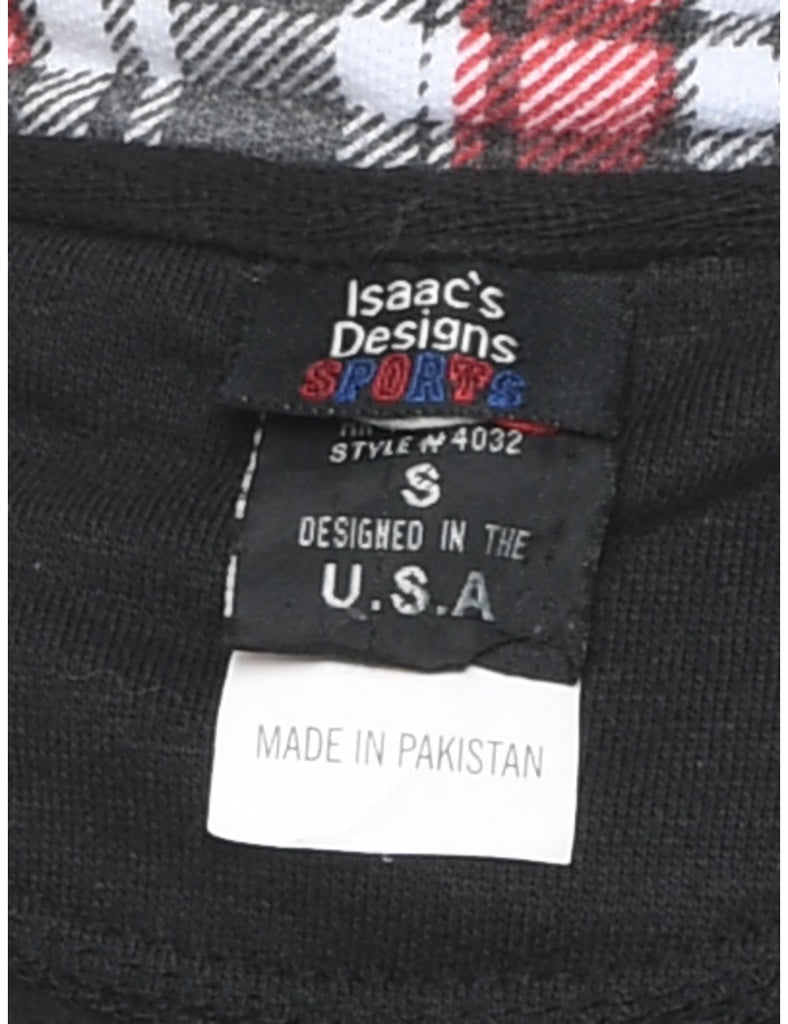 Isaac's
Designs
SPORTS
STYLE # 4032
S
DESIGNED IN THE
U.S.A
MADE IN PAKISTAN